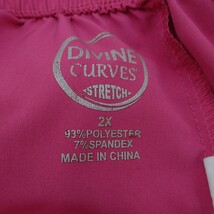 DIVINE
CURVES®
STRETCH
2X
93%POLYESTER
7%SPANDEX
MADE IN CHINA